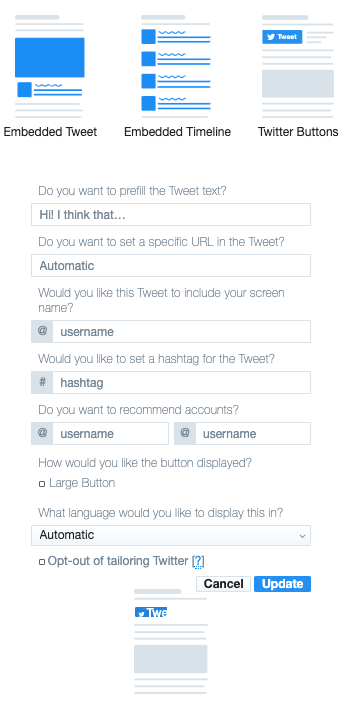 Tweet
Embedded Tweet
Embedded Timeline
Twitter Buttons
Do you want to prefill the Tweet text?
Hi! I think that…
Do you want to set a specific URL in the Tweet?
Automatic
Would you like this Tweet to include your screen
name?
@ username
Would you like to set a hashtag for the Tweet?
# hashtag
Do you want to recommend accounts?
@ username @ username
How would you like the button displayed?
Large Button
What language would you like to display this in?
Automatic
Opt-out of tailoring Twitter [?]
Cancel Update
Twe